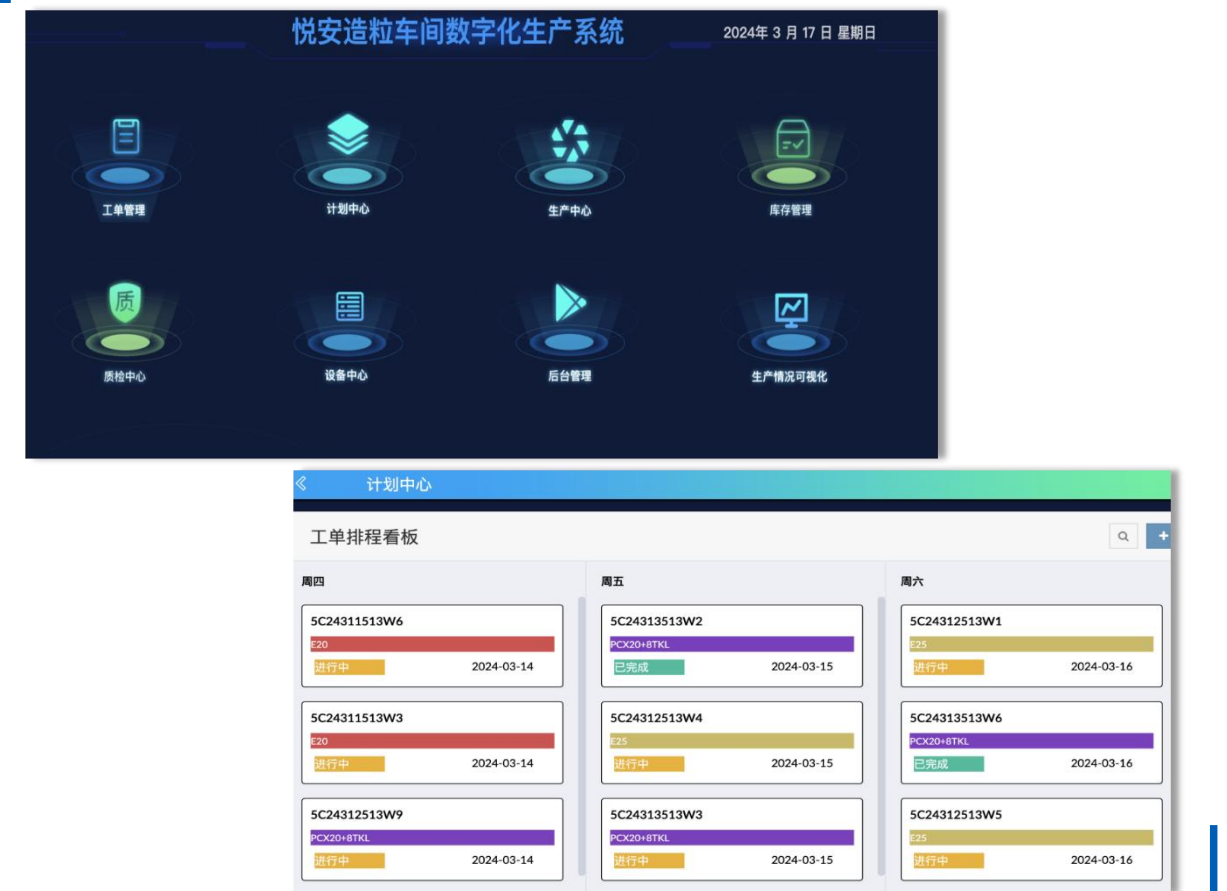 悦安造粒车间数字化生产系统
2024年 3 月 17 日 星期日
工单管理
计划中心
生产中心
库存管理
质
质检中心
设备中心
后台管理
生产情况可视化
计划中心
工单排程看板
周四
5C24311513W6
E20
进行中 2024-03-14
5C24311513W3
E20
进行中 2024-03-14
5C24312513W9
PCX20+8TKL
进行中 2024-03-14
周五
5C24313513W2
PCX20+8TKL
已完成 2024-03-15
5C24312513W4
E25
进行中 2024-03-15
5C24313513W3
PCX20+8TKL
进行中 2024-03-15
周六
5C24312513W1
E25
进行中 2024-03-16
5C24313513W6
PCX20+8TKL
已完成 2024-03-16
5C24312513W5
E25
进行中 2024-03-16